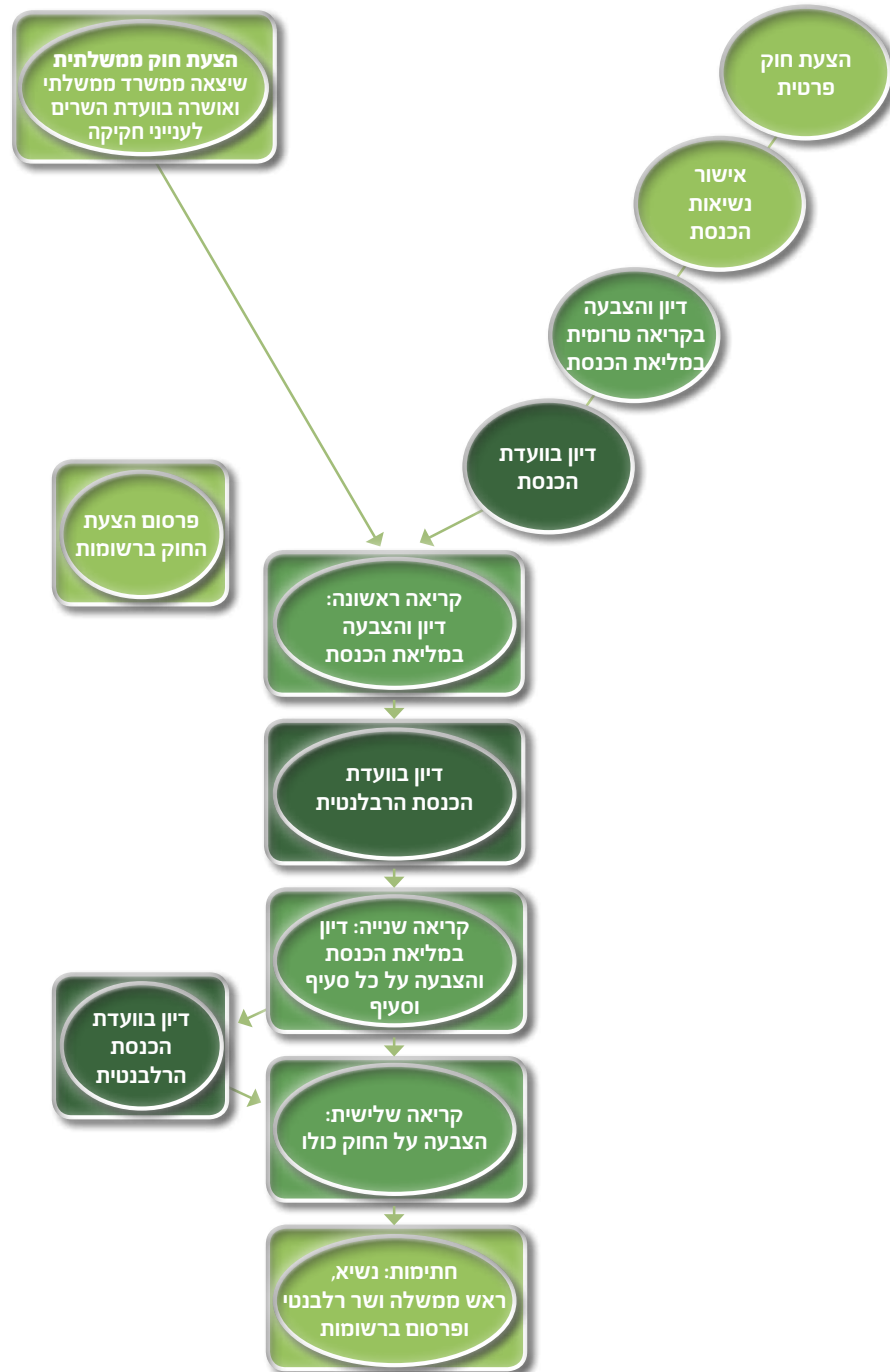 הצעת חוק ממשלתית
שיצאה ממשרד ממשלתי
ואושרה בוועדת השרים
לענייני חקיקה
הצעת חוק
פרטית
אישור
נשיאות
הכנסת
דיון והצבעה
בקריאה טרומית
במליאת הכנסת
דיון בוועדת
הכנסת
פרסום הצעת
החוק ברשומות
קריאה ראשונה:
דיון והצבעה
במליאת הכנסת
דיון בוועדת
הכנסת הרבלנטית
קריאה שנייה: דיון
במליאת הכנסת
והצבעה על כל סעיף
וסעיף
דיון בוועדת
הכנסת
הרלבנטית
קריאה שלישית:
הצבעה על החוק כולו
חתימות: נשיא,
ראש ממשלה ושר רלבנטי
ופרסום ברשומות